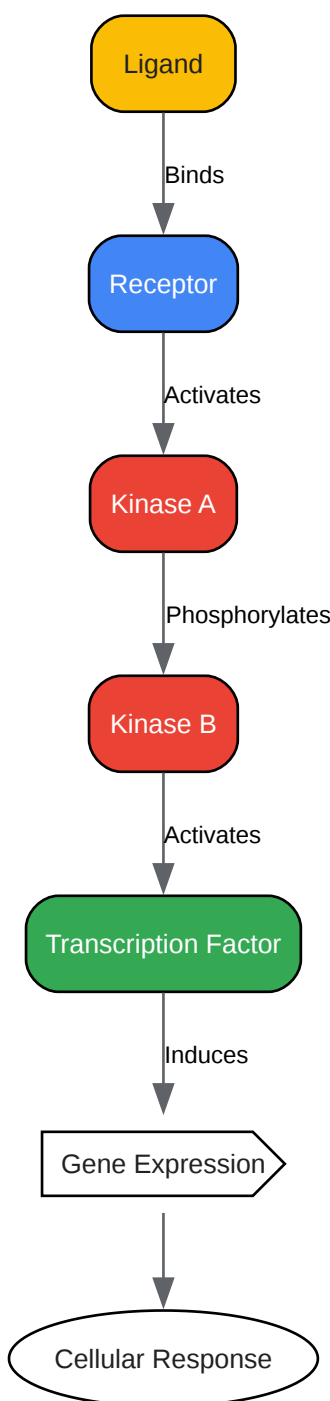 Ligand
Binds
Receptor
Activates
Kinase A
Phosphorylates
Kinase B
Activates
Transcription Factor
Induces
Gene Expression
Cellular Response